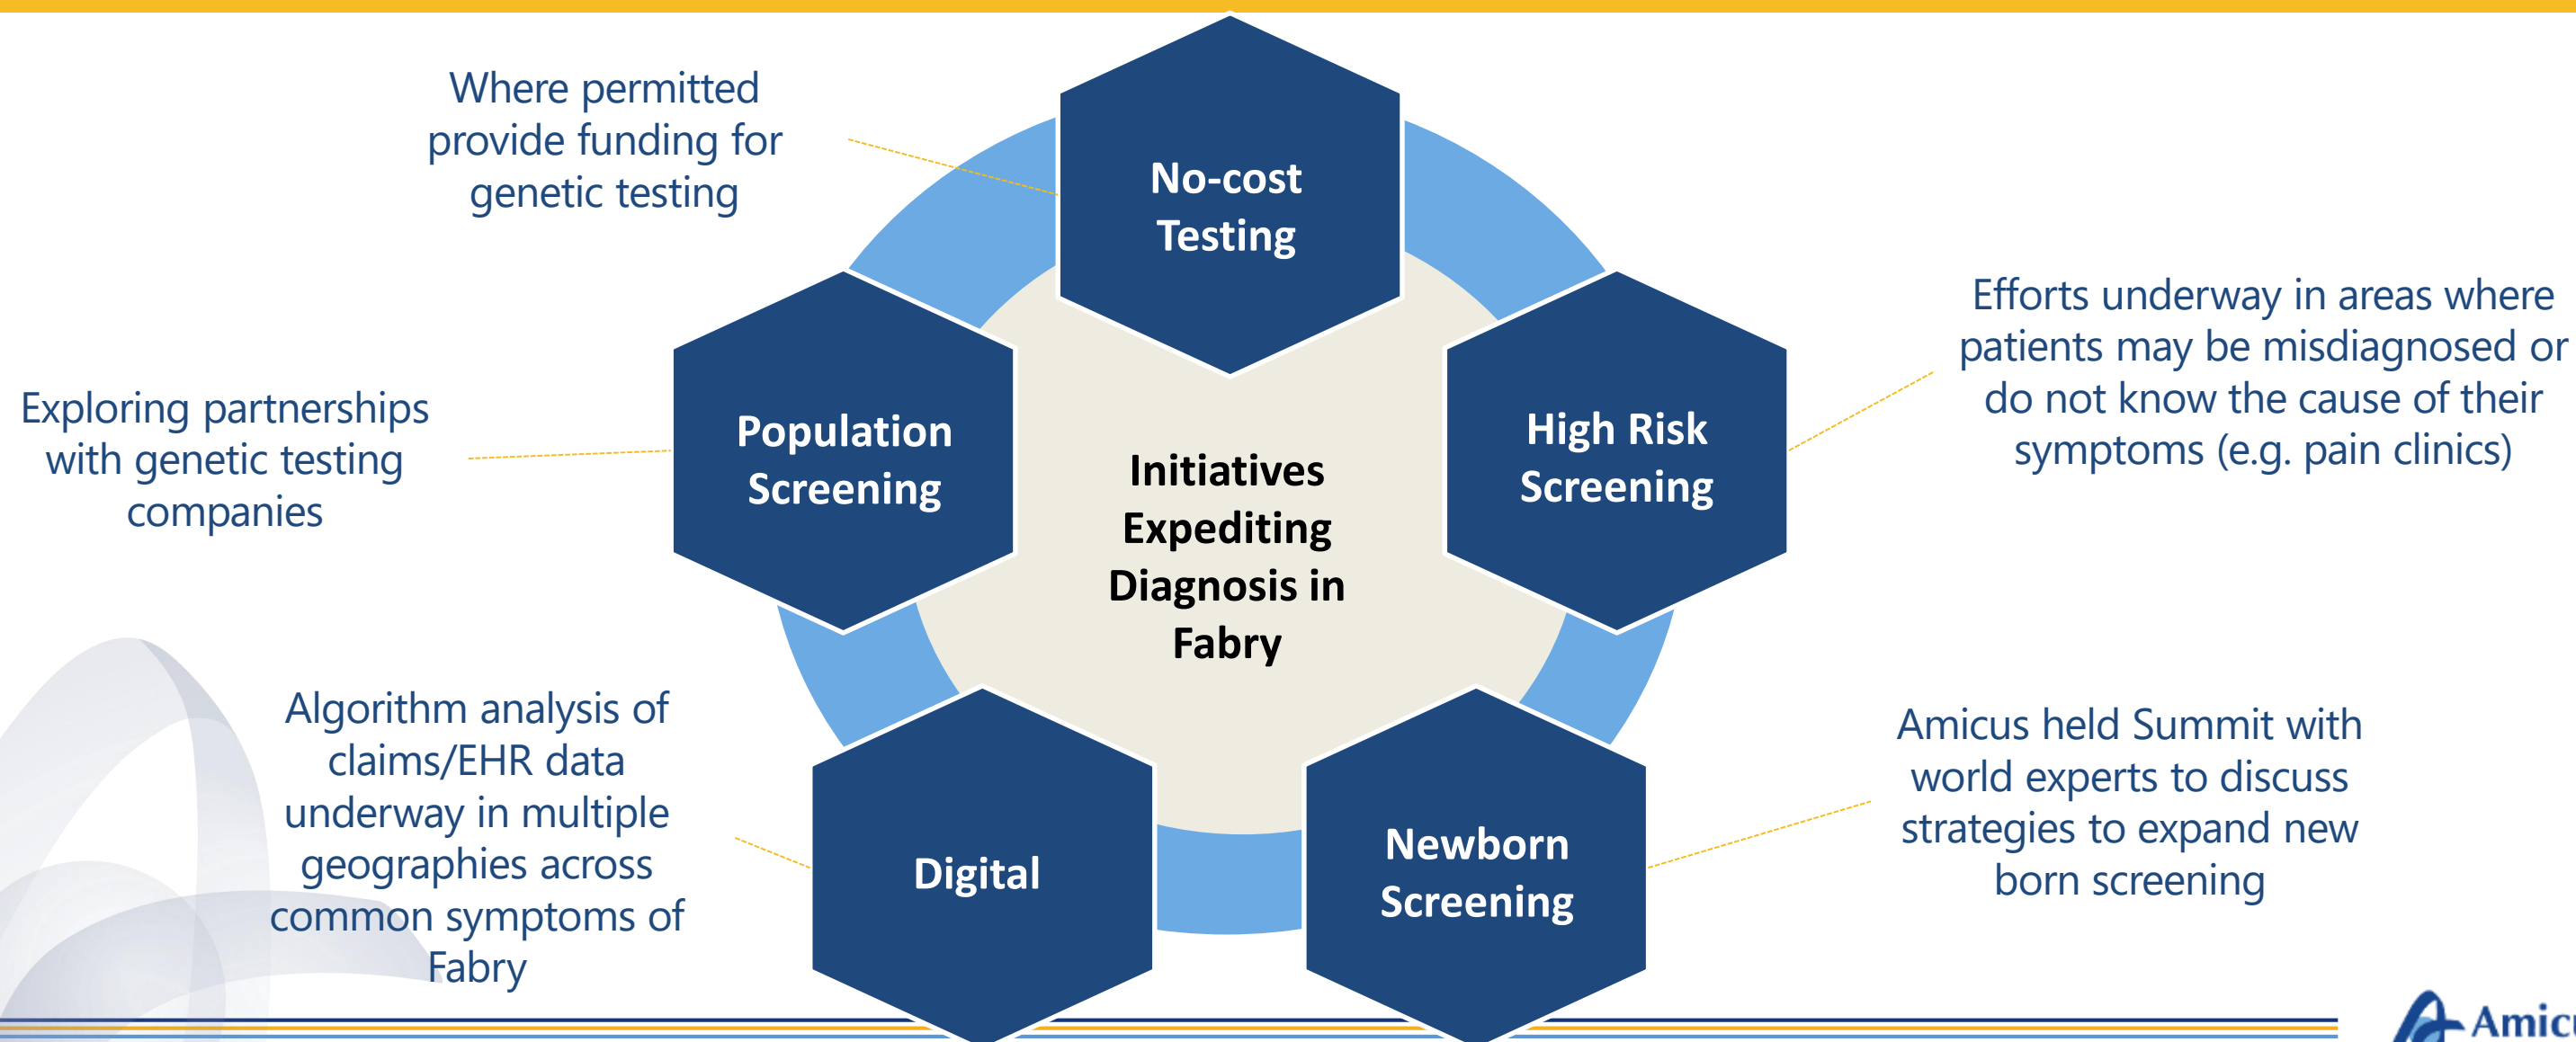 Where permitted
provide funding for
genetic testing
No-cost
Testing
Efforts underway in areas where
patients may be misdiagnosed or
do not know the cause of their
symptoms (e.g. pain clinics)
High Risk
Screening
Exploring partnerships
with genetic testing
companies
Population
Screening
Initiatives
Expediting
Diagnosis in
Fabry
Algorithm analysis of
claims/EHR data
underway in multiple
geographies across
common symptoms of
Fabry
Digital
Newborn
Screening
Amicus held Summit with
world experts to discuss
strategies to expand new
born screening